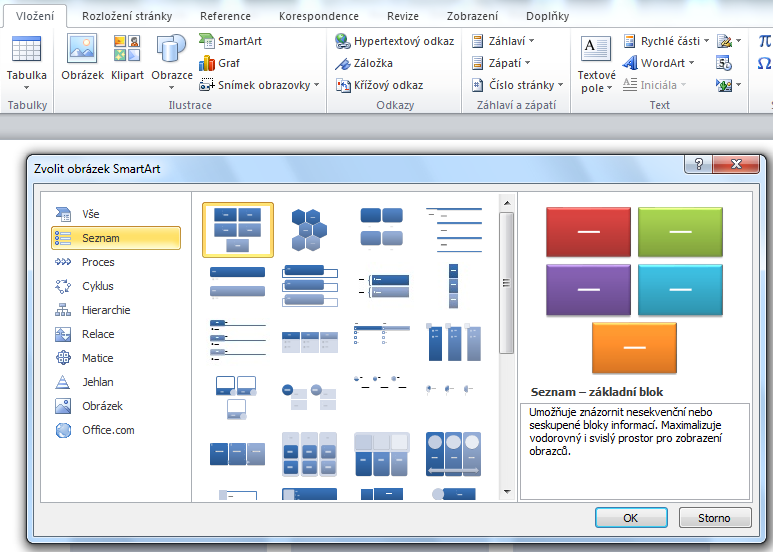 Vložení Rozložení stránky Reference Korespondence Revize Zobrazení Doplňky
Tabulka
Tabulky
Obrázek
Klipart
Obrazce
SmartArt
Graf
Snímek obrazovky
Ilustrace
Hypertextový odkaz
Záložka
Křížový odkaz
Odkazy
Záhlaví
Zápatí
Číslo stránky
Záhlaví a zápatí
Textové
pole
Rychlé části
WordArt
Iniciála
Text
π
Ω
Zvolit obrázek SmartArt
?
Vše
Seznam
Proces
Cyklus
Hierarchie
Relace
Matice
Jehlan
Obrázek
Office.com
Seznam – základní blok
Umožňuje znázornit nesekvenční nebo
seskupené bloky informací. Maximalizuje
vodorovný i svislý prostor pro zobrazení
obrazců.
OK Storno